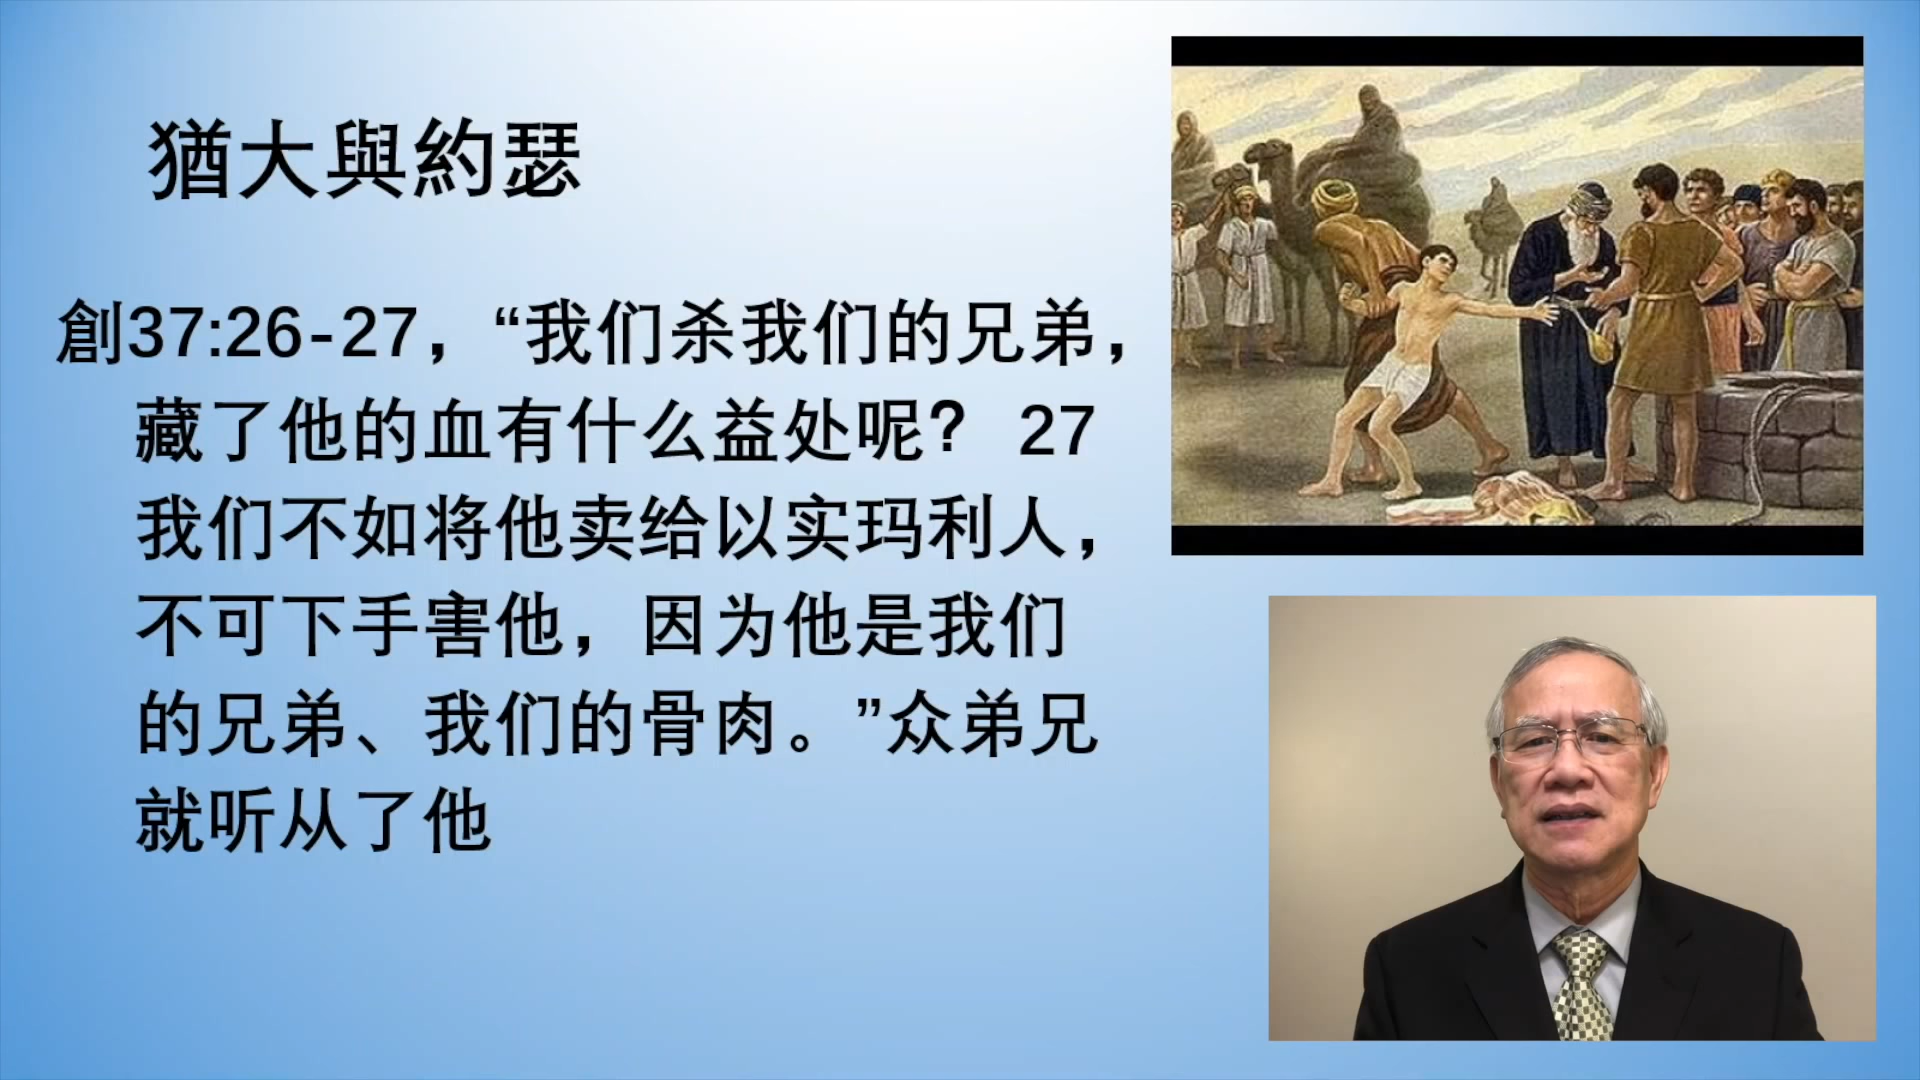 猶大與約瑟
創37:26-27，“我们杀我们的兄弟，
藏了他的血有什么益处呢？ 27
我们不如将他卖给以实玛利人，
不可下手害他，因为他是我们
的兄弟、我们的骨肉。”众弟兄
就听从了他